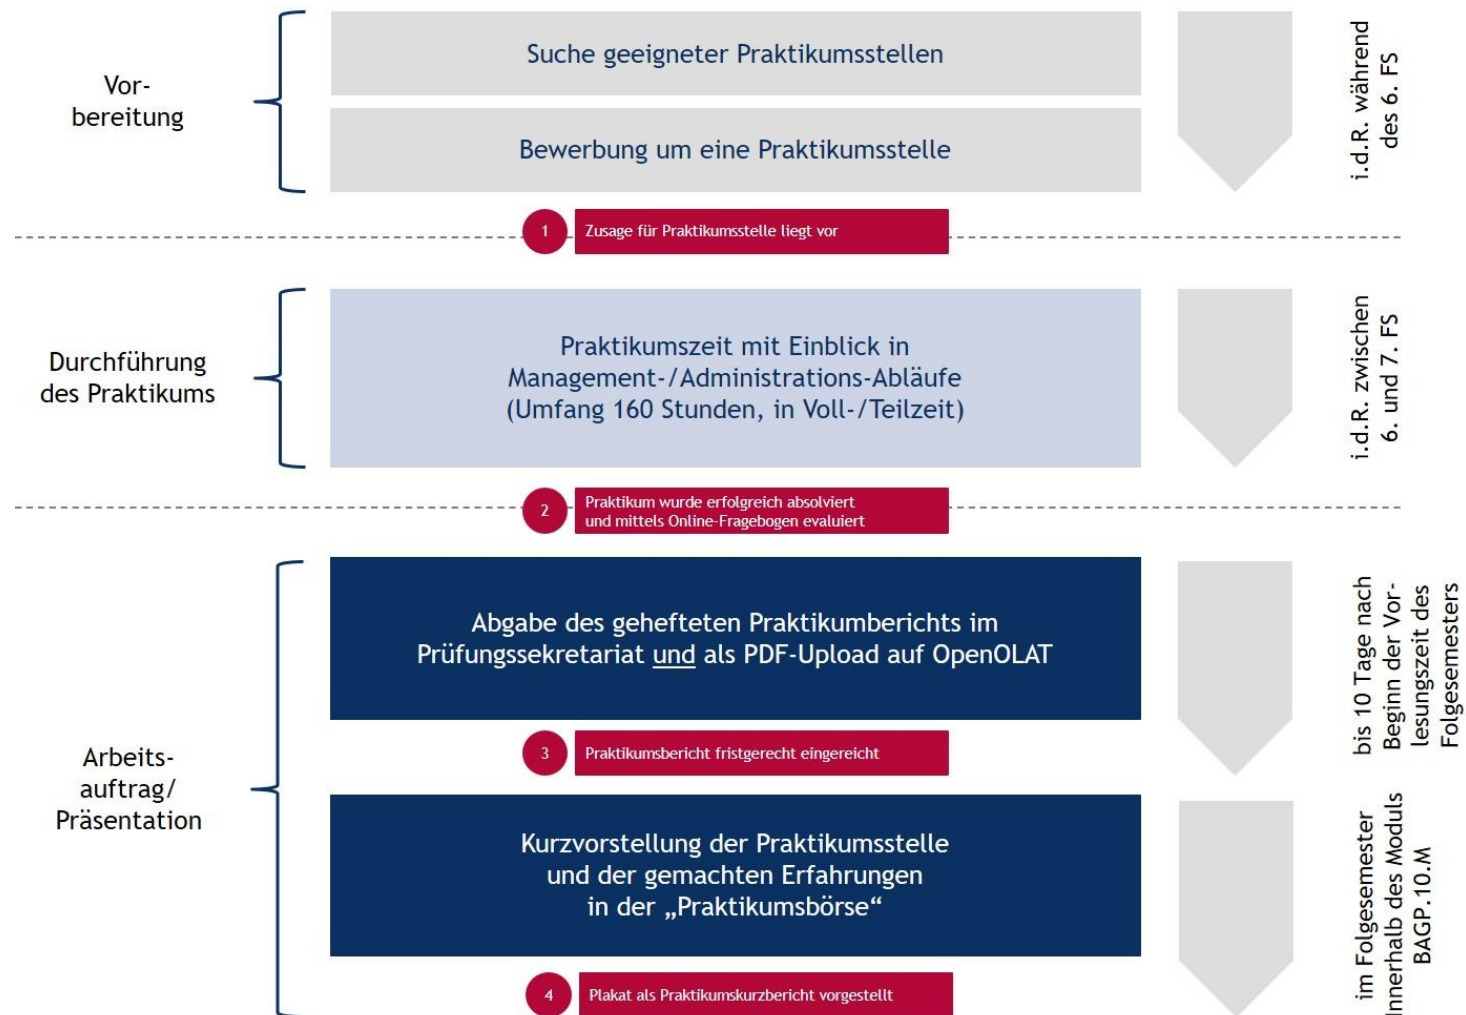 Vor-
bereitung
Suche geeigneter Praktikumsstellen
Bewerbung um eine Praktikumsstelle
i.d.R. während
des 6. FS
1
Zusage für Praktikumsstelle liegt vor
Durchführung
des Praktikums
Praktikumszeit mit Einblick in
Management-/Administrations-Abläufe
(Umfang 160 Stunden, in Voll-/Teilzeit)
i.d.R. zwischen
6. und 7. FS
2
Praktikum wurde erfolgreich absolviert
und mittels Online-Fragebogen evaluiert
Arbeits-
auftrag/
Präsentation
Abgabe des gehefteten Praktikumberichts im
Prüfungssekretariat und als PDF-Upload auf OpenOLAT
bis 10 Tage nach
Beginn der Vor-
lesungszeit des
Folgesemesters
3
Praktikumsbericht fristgerecht eingereicht
Kurzvorstellung der Praktikumsstelle
und der gemachten Erfahrungen
in der „Praktikumsbörse“
im Folgesemester
Innerhalb des Moduls
BAGP.10.M
4
Plakat als Praktikumskurzbericht vorgestellt